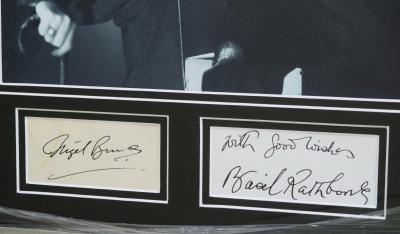 Nigel Bruce
With good wishes
Basil Rathbone